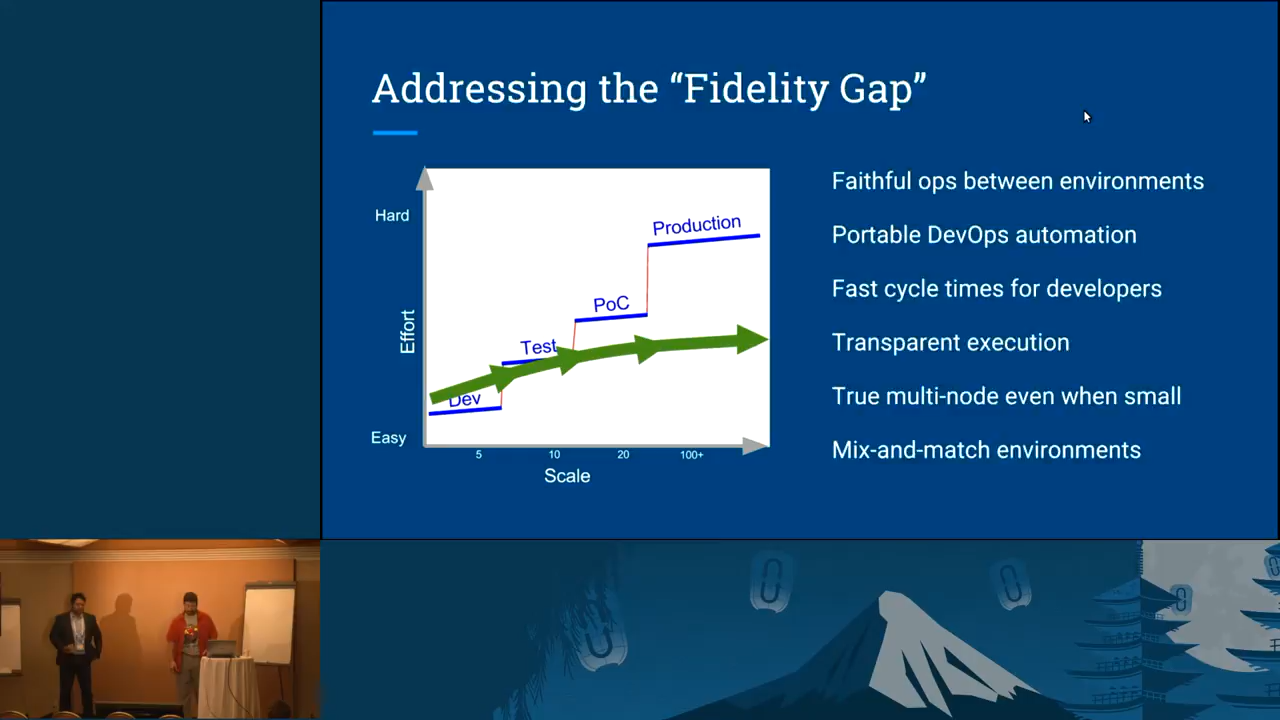 Addressing the “Fidelity Gap”
Hard
Effort
Easy
Production
PoC
Test
Dev
5
10
20
100+
Scale
Faithful ops between environments
Portable DevOps automation
Fast cycle times for developers
Transparent execution
True multi-node even when small
Mix-and-match environments